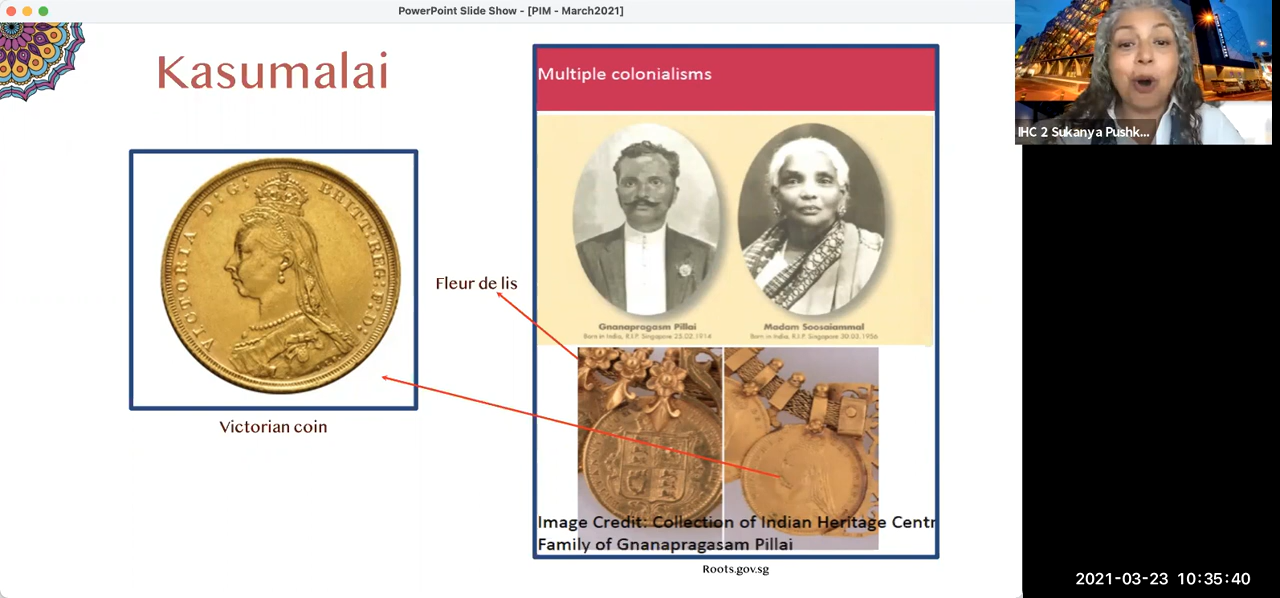 PowerPoint Slide Show - [PIM - March2021]
Kasumalai
Multiple colonialisms
IHC 2 Sukanya Pushk...
VICTORIA D: G: BRITT: REG: F: D:
Gnanapragasm Pillai
Born in India, R.I.P. Singapore 25.02.1914
Madam Soosaiammal
Born in India, R.I.P. Singapore 30.03.1956
Fleur de lis
Victorian coin
Image Credit: Collection of Indian Heritage Centr
Family of Gnanapragasam Pillai
Roots.gov.sg
2021-03-23 10:35:40